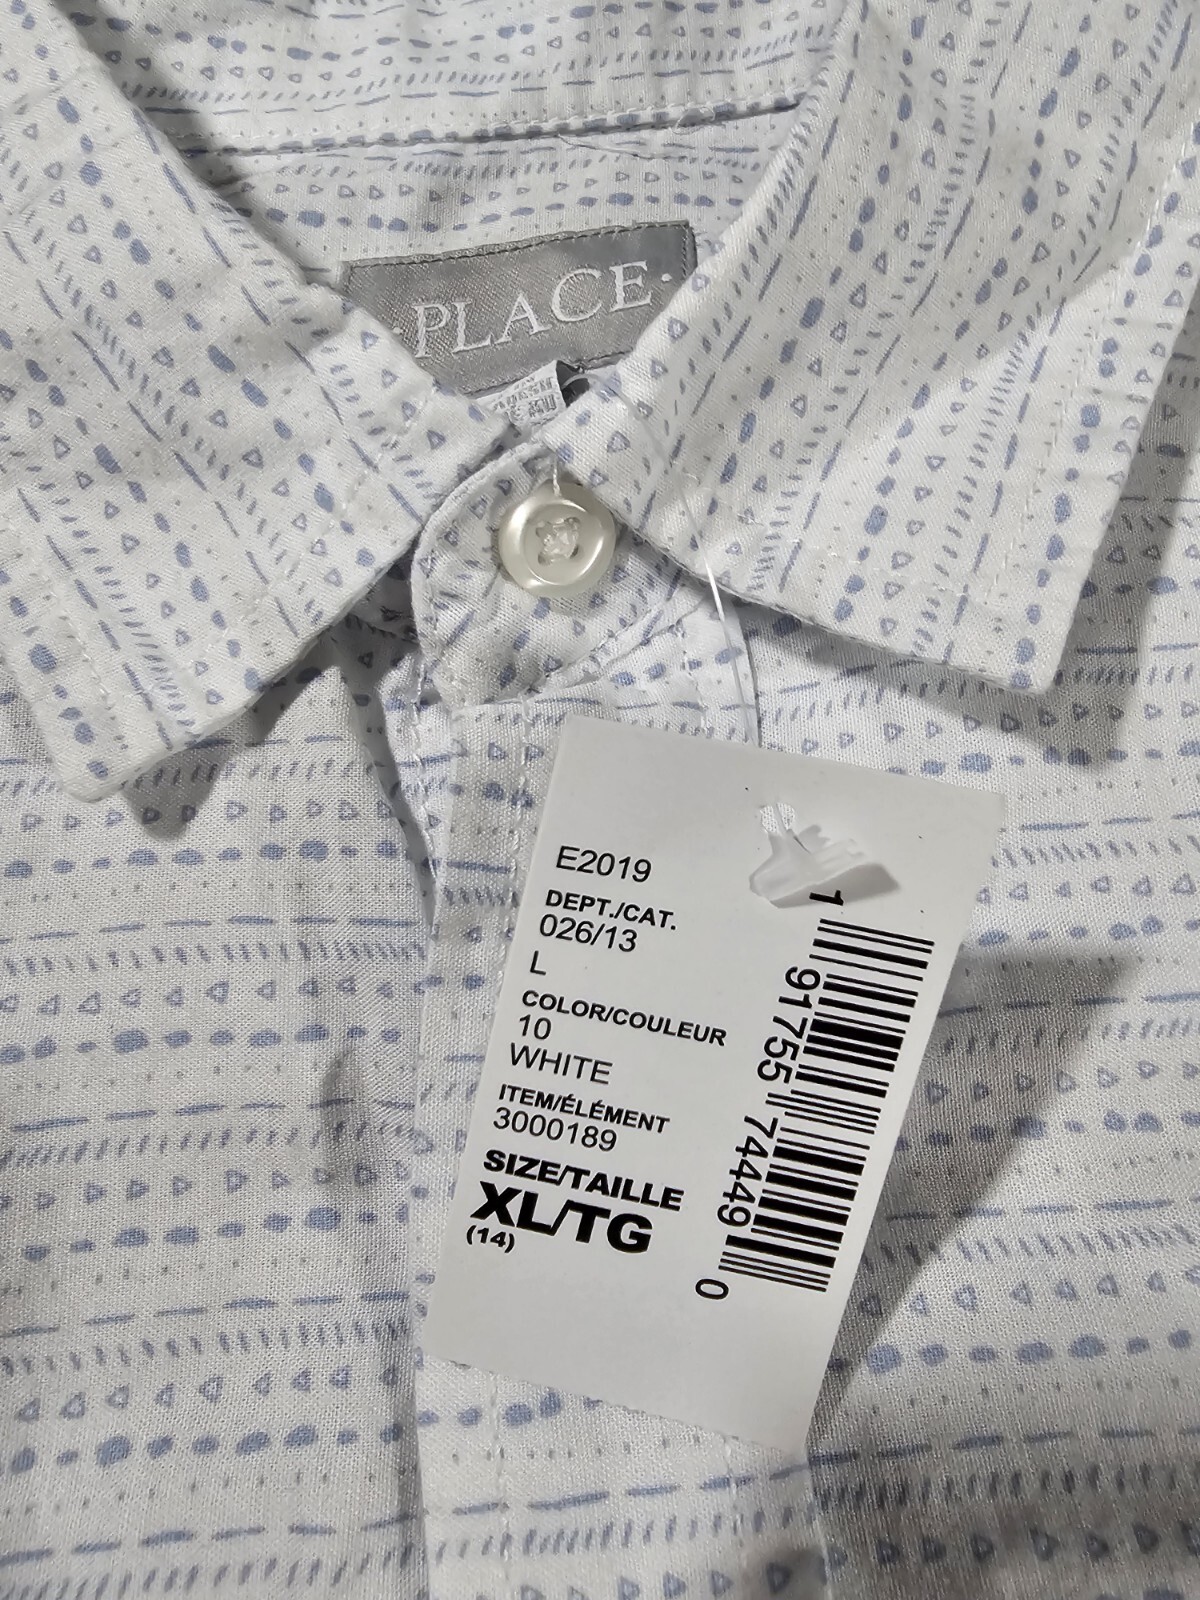 ·PLACE·
E2019
DEPT./CAT.
026/13
L
COLOR/COULEUR
10
WHITE
ITEM/ÉLÉMENT
3000189
SIZE/TAILLE
XL/TG
(14)
1 91755 74449 0